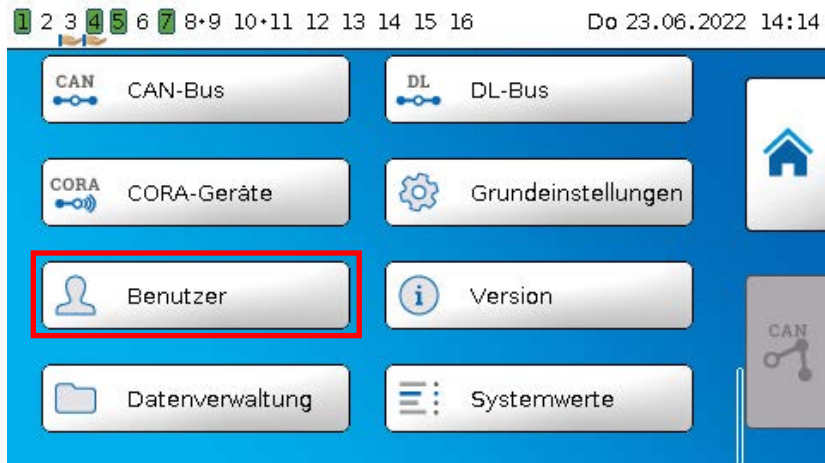 1 2 3 4 5 6 7 8+9 10+11 12 13 14 15 16 Do 23.06.2022 14:14
CAN CAN-Bus DL DL-Bus
CORA CORA-Geräte Grundeinstellungen
Benutzer i Version
CAN
Datenverwaltung Systemwerte